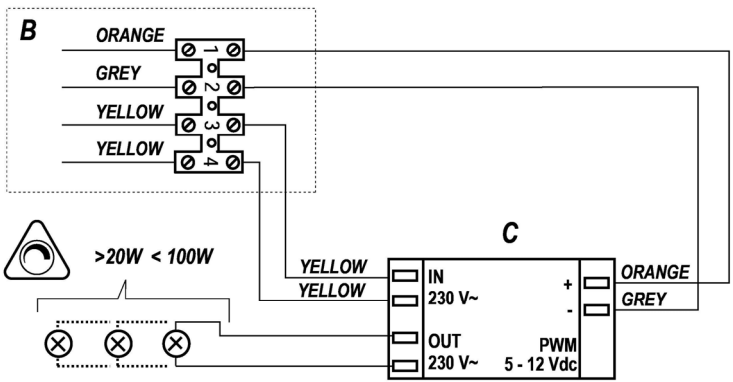 B
ORANGE 1
GREY 2
YELLOW 3
YELLOW 4
C
>20W < 100W
YELLOW IN + ORANGE
YELLOW 230 V~ - GREY
OUT PWM
230 V~ 5 - 12 Vdc